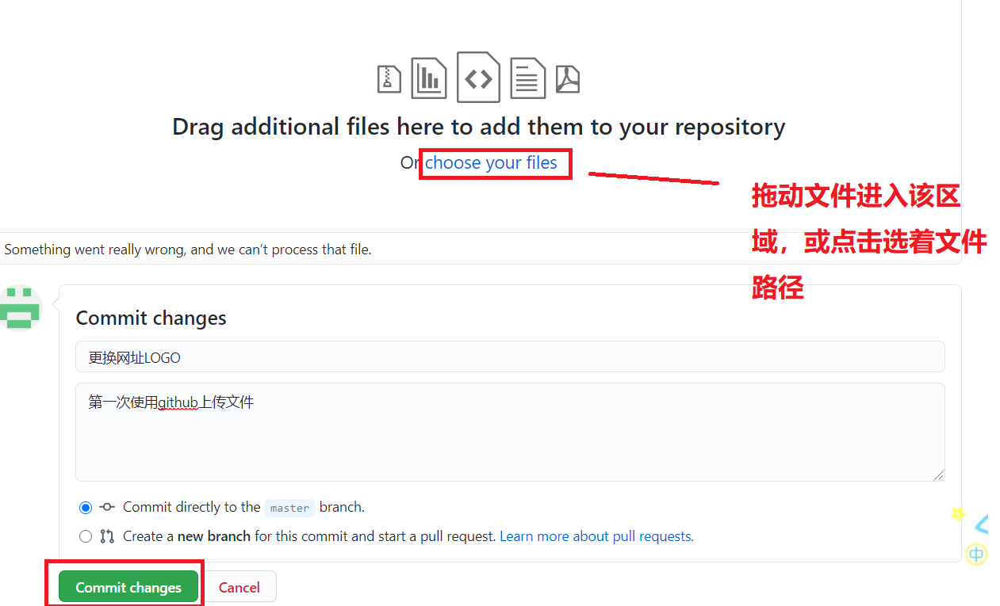 Drag additional files here to add them to your repository
Or choose your files
拖动文件进入该区
域，或点击选着文件
路径
Something went really wrong, and we can’t process that file.
Commit changes
更换网址LOGO
第一次使用github上传文件
Commit directly to the master branch.
Create a new branch for this commit and start a pull request. Learn more about pull requests.
Commit changes
Cancel
中